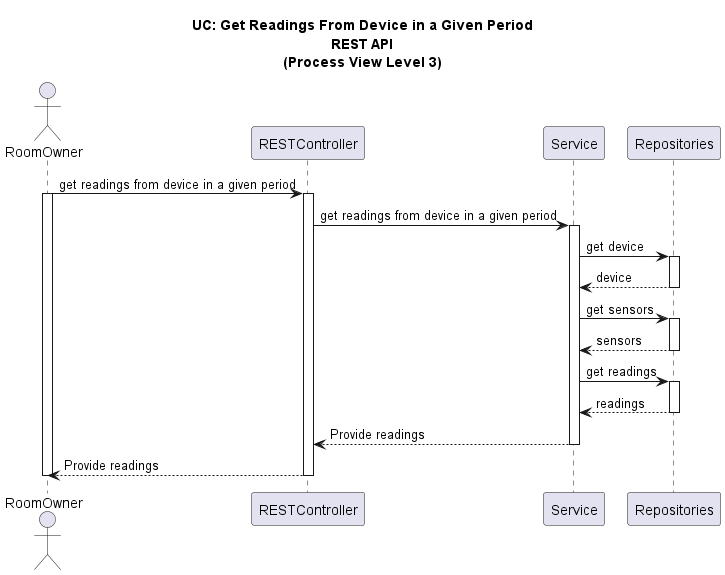 UC: Get Readings From Device in a Given Period
REST API
(Process View Level 3)
RoomOwner
RESTController
Service
Repositories
get readings from device in a given period
get readings from device in a given period
get device
device
get sensors
sensors
get readings
readings
Provide readings
Provide readings
RoomOwner
RESTController
Service
Repositories